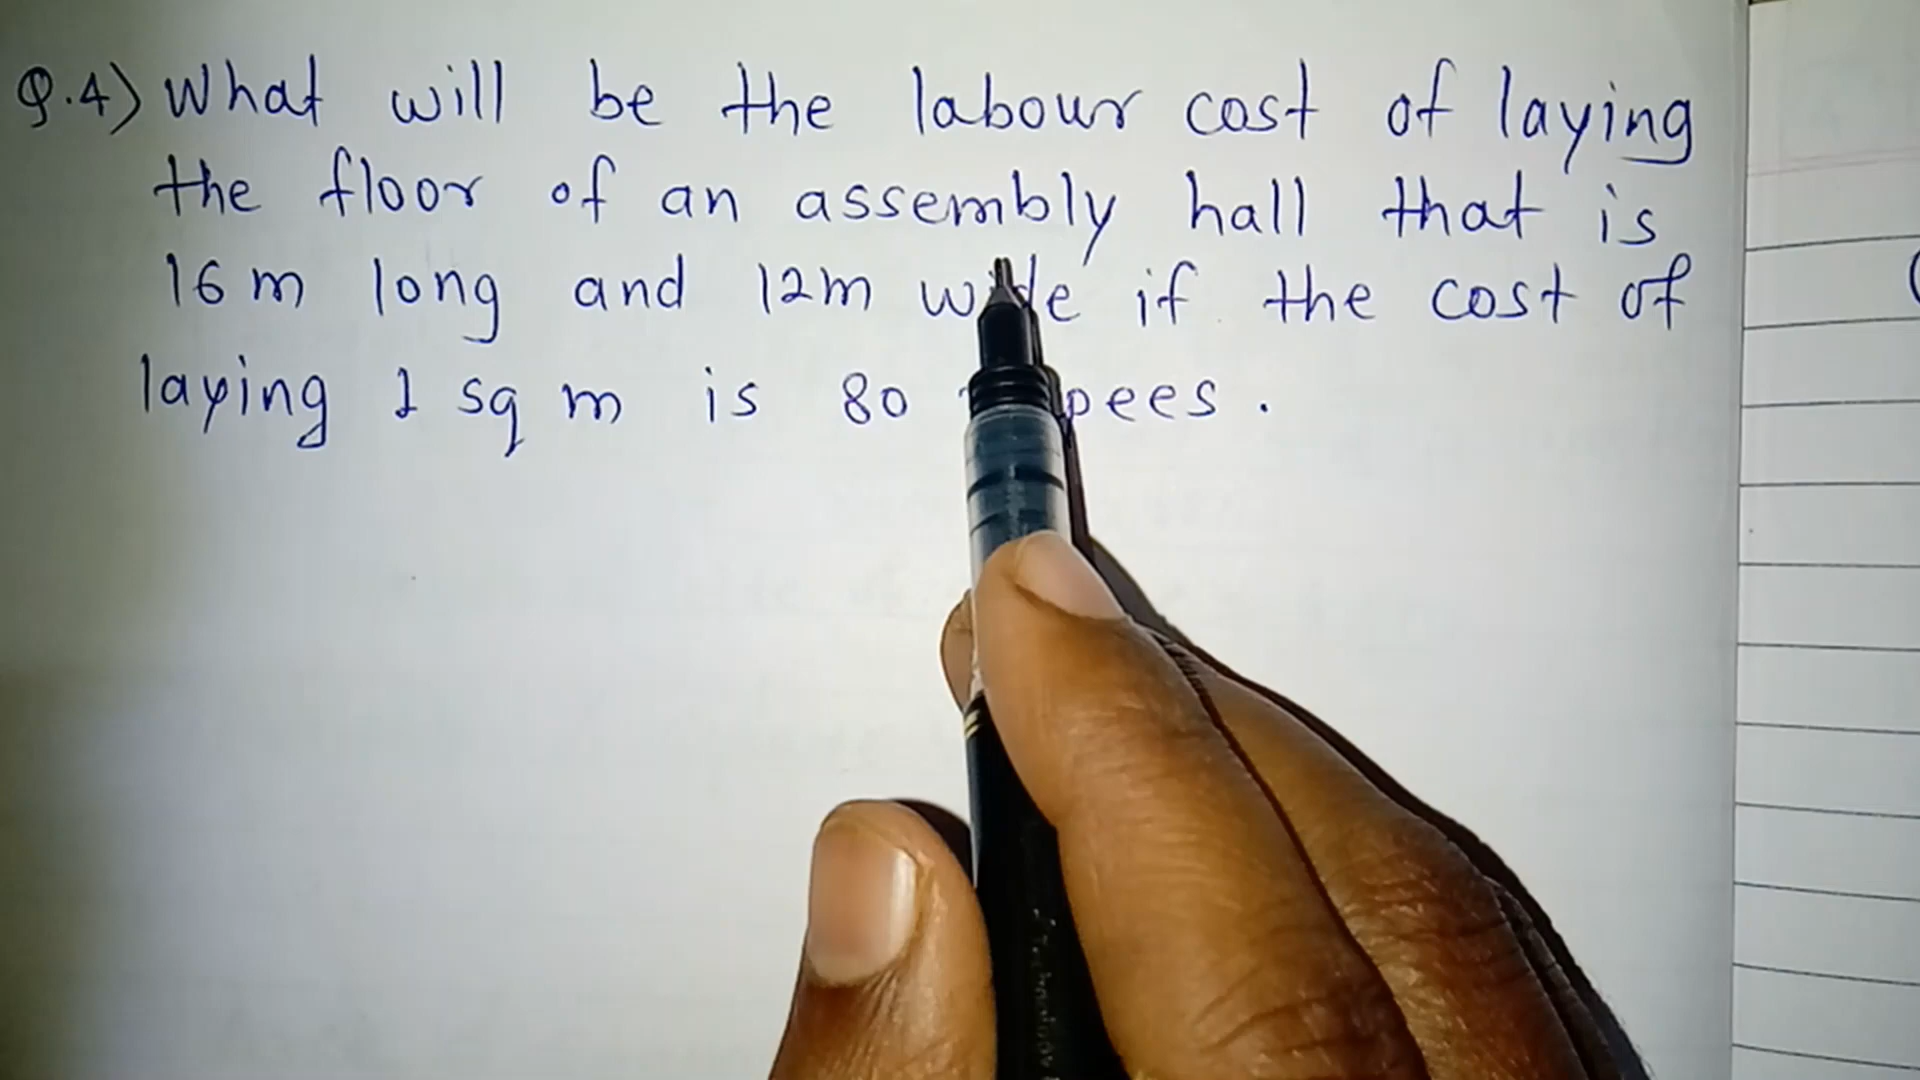 Q.4) What will be the labour cost of laying
the floor of an assembly hall that is
16 m long and 12m wide if the cost of
laying 1 sq m is 80 rupees.